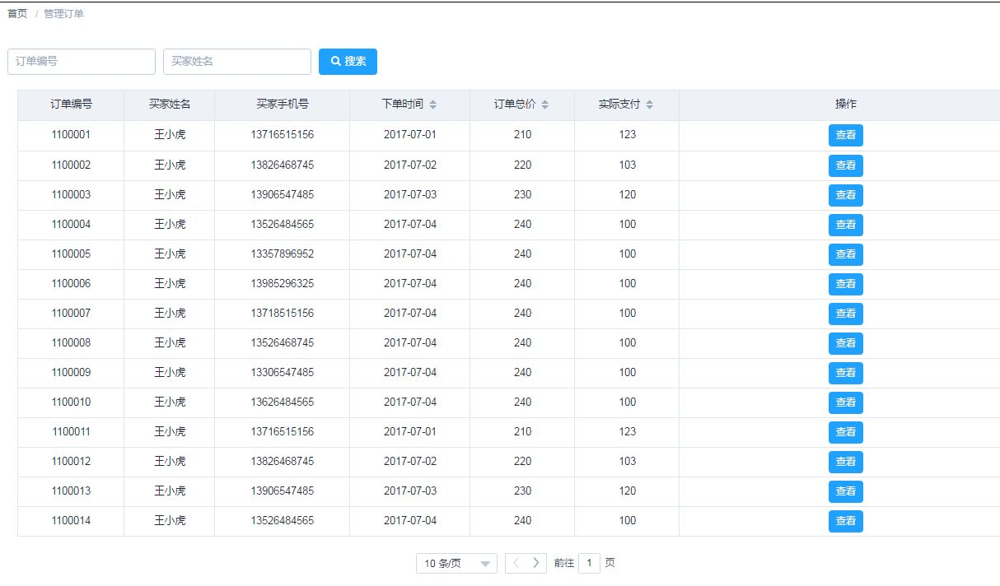 首页 / 管理订单
订单编号 买家姓名 搜索
订单编号 买家姓名 买家手机号 下单时间 订单总价 实际支付 操作
1100001 王小虎 13716515156 2017-07-01 210 123 查看
1100002 王小虎 13826468745 2017-07-02 220 103 查看
1100003 王小虎 13906547485 2017-07-03 230 120 查看
1100004 王小虎 13526484565 2017-07-04 240 100 查看
1100005 王小虎 13357896952 2017-07-04 240 100 查看
1100006 王小虎 13985296325 2017-07-04 240 100 查看
1100007 王小虎 13718515156 2017-07-04 240 100 查看
1100008 王小虎 13526468745 2017-07-04 240 100 查看
1100009 王小虎 13306547485 2017-07-04 240 100 查看
1100010 王小虎 13626484565 2017-07-04 240 100 查看
1100011 王小虎 13716515156 2017-07-01 210 123 查看
1100012 王小虎 13826468745 2017-07-02 220 103 查看
1100013 王小虎 13906547485 2017-07-03 230 120 查看
1100014 王小虎 13526484565 2017-07-04 240 100 查看
10 条/页 前往 1 页